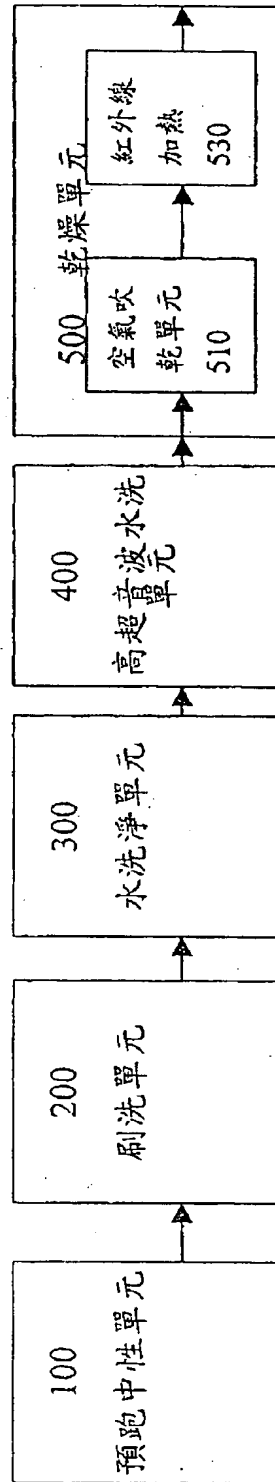 100
預跑中性單元
200
刷洗單元
300
水洗淨單元
400
高超音波水洗
單元
500 乾燥單元
空氣吹
乾單元
510
紅外線
加熱
530